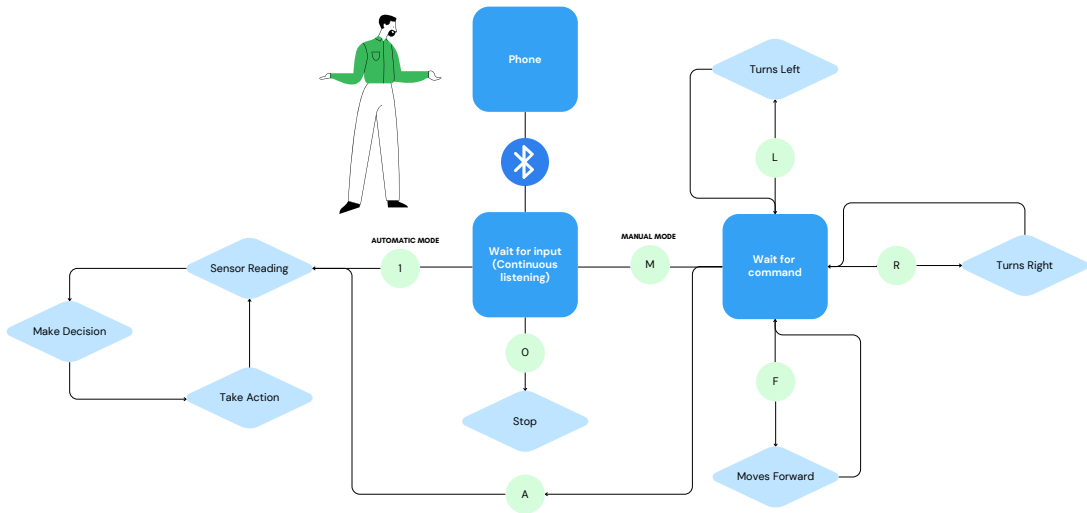 Phone
Turns Left
L
AUTOMATIC MODE
MANUAL MODE
Sensor Reading
1
Wait for input
(Continuous
listening)
M
Wait for
command
R
Turns Right
Make Decision
O
F
Take Action
Stop
Moves Forward
A